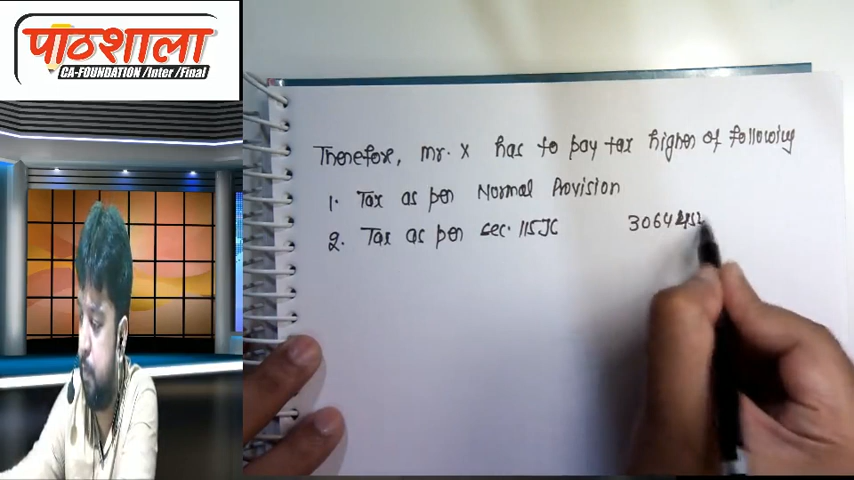 पाठशाला
CA-FOUNDATION /Inter /Final
Therefore, mr. x has to pay tax higher of following
1. Tax as per Normal Provision
2. Tax as per sec. 115JC